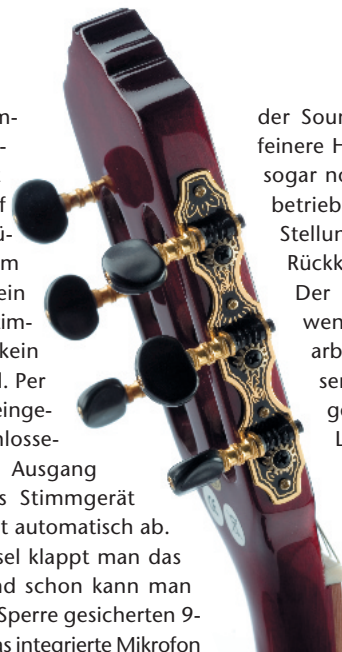 m-
-
f
ü-
m
ein
im-
kein
l. Per
einge-
hlosse-
Ausgang
s Stimmgerät
t automatisch ab.
sel klappt man das
nd schon kann man
Sperre gesicherten 9-
as integrierte Mikrofon
der Soun
feinere H
sogar no
betrieb
Stellun
Rückk
Der
wen
arb
ser
ge
L